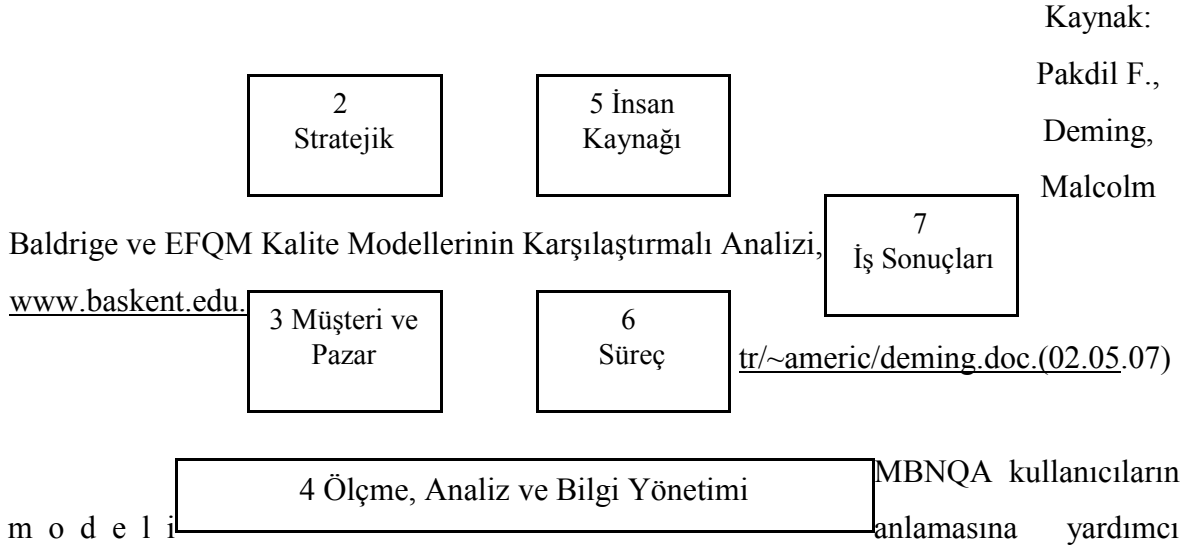 Kaynak:
Pakdil F.,
Deming,
Malcolm
2
Stratejik
5 İnsan
Kaynağı
Baldrige ve EFQM Kalite Modellerinin Karşılaştırmalı Analizi,
7
İş Sonuçları
www.baskent.edu.
3 Müşteri ve
Pazar
6
Süreç
tr/~americ/deming.doc.(02.05.07)
4 Ölçme, Analiz ve Bilgi Yönetimi
MBNQA kullanıcıların
m o d e l i
anlamasına yardımcı